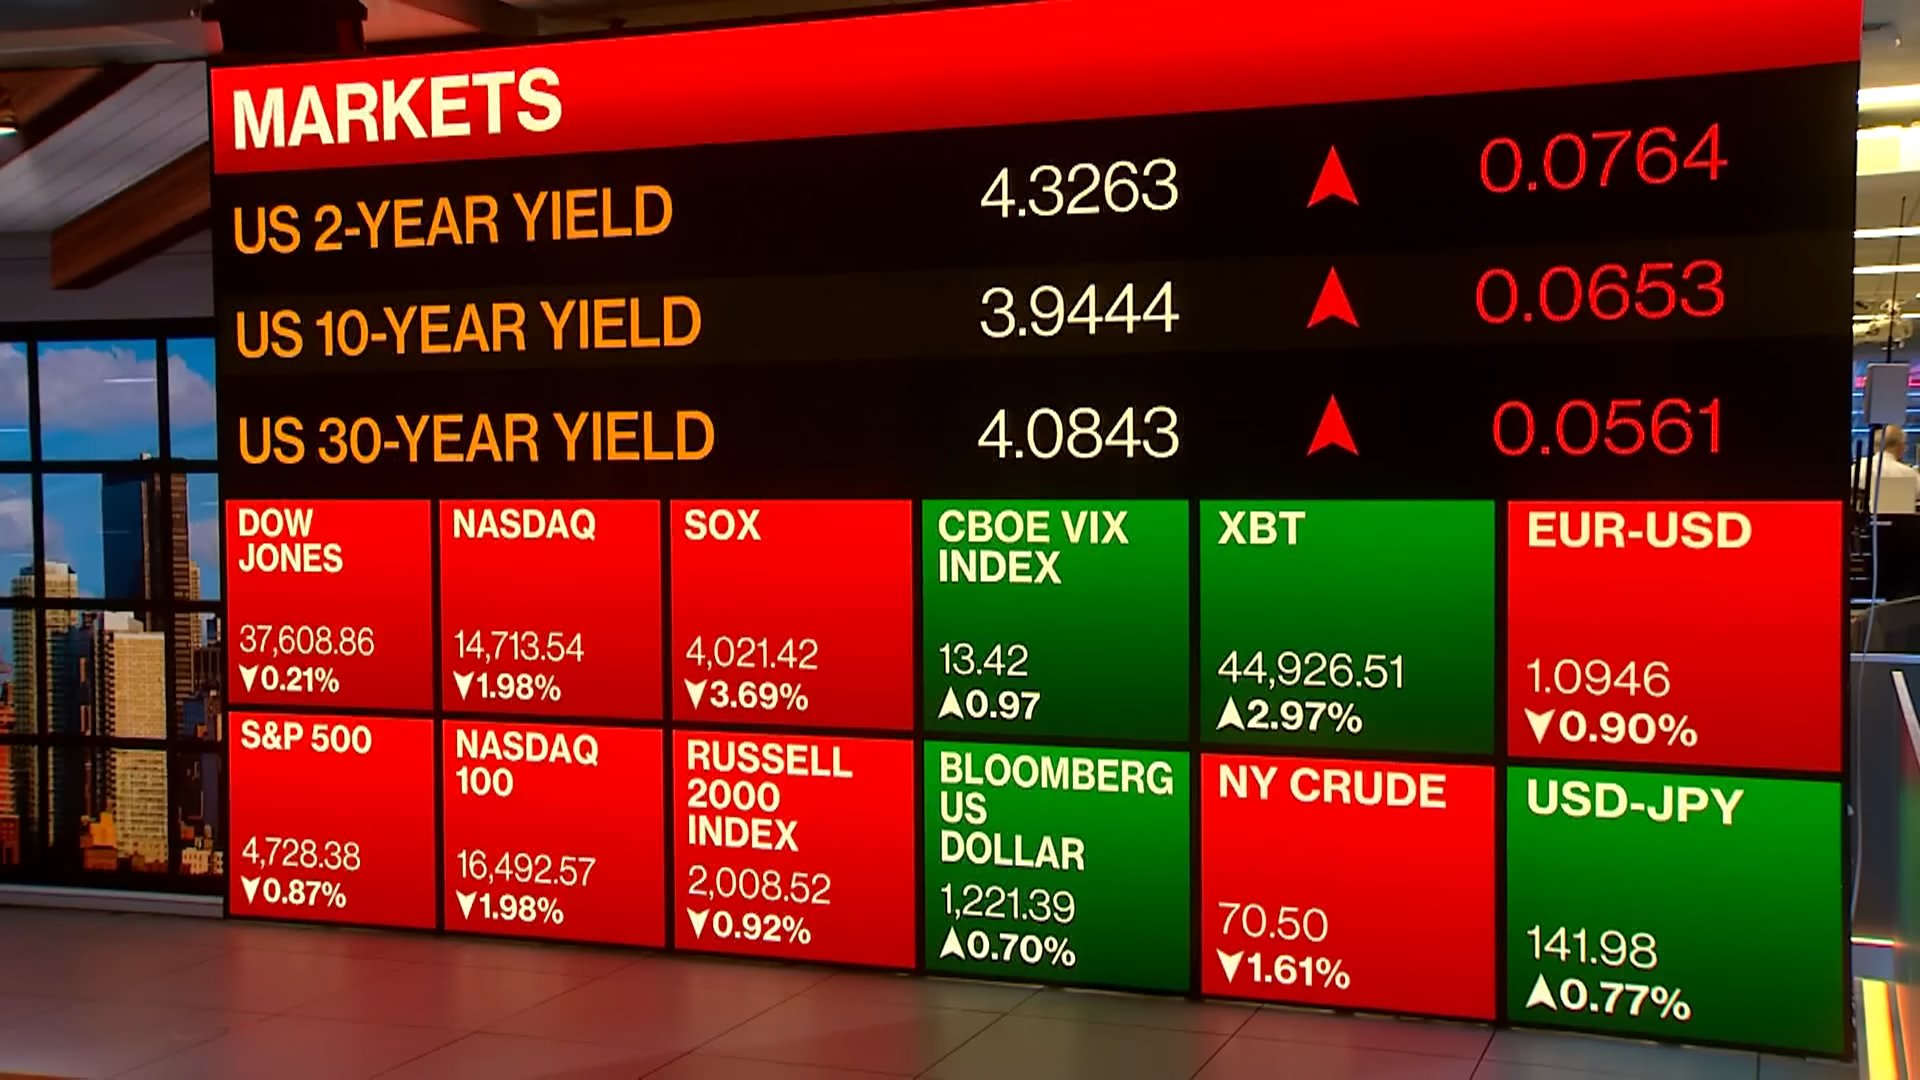 MARKETS
US 2-YEAR YIELD 4.3263 ▲ 0.0764
US 10-YEAR YIELD 3.9444 ▲ 0.0653
US 30-YEAR YIELD 4.0843 ▲ 0.0561
DOW
JONES
37,608.86
▼0.21%
NASDAQ
14,713.54
▼1.98%
SOX
4,021.42
▼3.69%
CBOE VIX
INDEX
13.42
▲0.97
XBT
44,926.51
▲2.97%
EUR-USD
1.0946
▼0.90%
S&P 500
4,728.38
▼0.87%
NASDAQ
100
16,492.57
▼1.98%
RUSSELL
2000
INDEX
2,008.52
▼0.92%
BLOOMBERG
US
DOLLAR
1,221.39
▲0.70%
NY CRUDE
70.50
▼1.61%
USD-JPY
141.98
▲0.77%